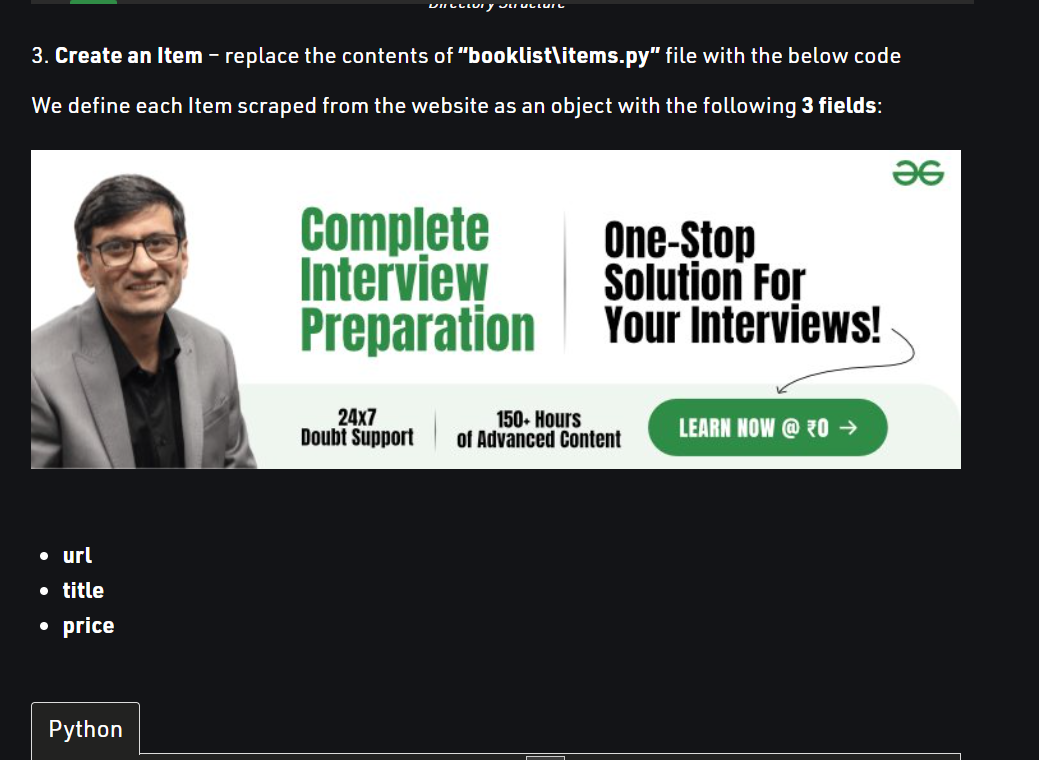 Directory Structure
3. Create an Item – replace the contents of “booklist\items.py” file with the below code
We define each Item scraped from the website as an object with the following 3 fields:
Complete
Interview
Preparation
One-Stop
Solution For
Your Interviews!
24x7
Doubt Support
150+ Hours
of Advanced Content
LEARN NOW @ ₹0 →
• url
• title
• price
Python